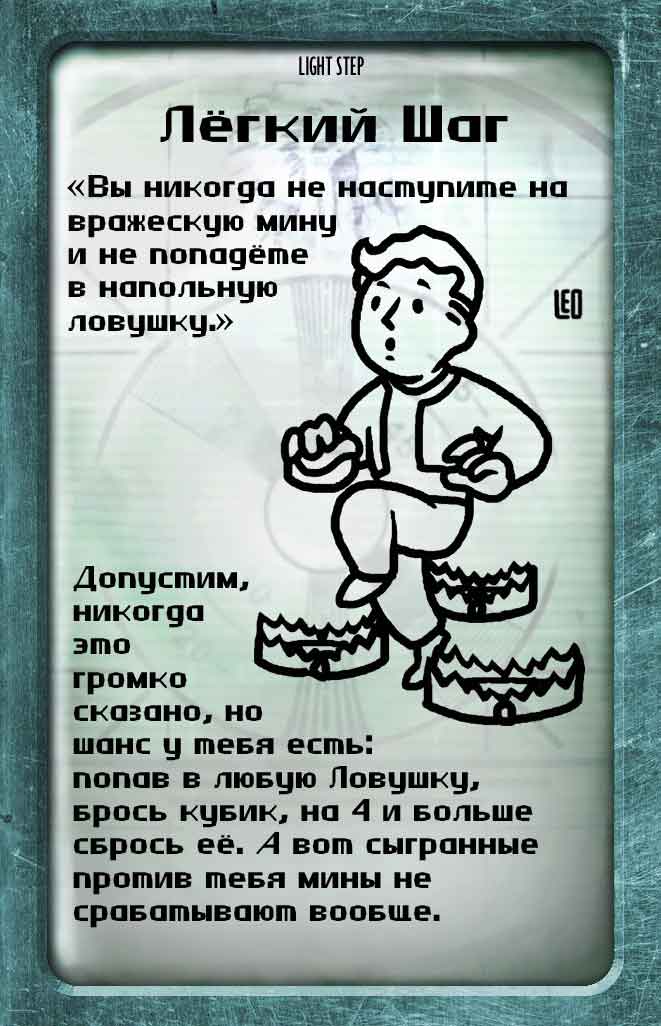 LIGHT STEP
Лёгкий Шаг
«Вы никогда не наступите на
вражескую мину
и не попадёте
в напольную
ловушку.»
LEO
Допустим,
никогда
это
громко
сказано, но
шанс у тебя есть:
попав в любую Ловушку,
брось кубик, на 4 и больше
сбрось её. А вот сыгранные
против тебя мины не
срабатывают вообще.